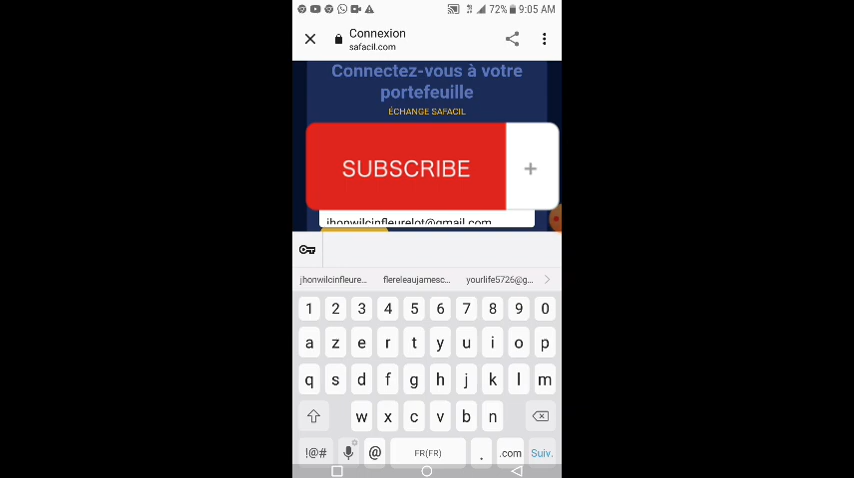 72% 9:05 AM
Connexion
safacil.com
Connectez-vous à votre
portefeuille
ÉCHANGE SAFACIL
SUBSCRIBE +
jhonwilcinfleurelot@gmail.com
jhonwilcinfleure... flereleaujamesc... yourlife5726@g...
1 2 3 4 5 6 7 8 9 0
a z e r t y u i o p
q s d f g h j k l m
w x c v b n
!@# @ FR(FR) . .com Suiv.